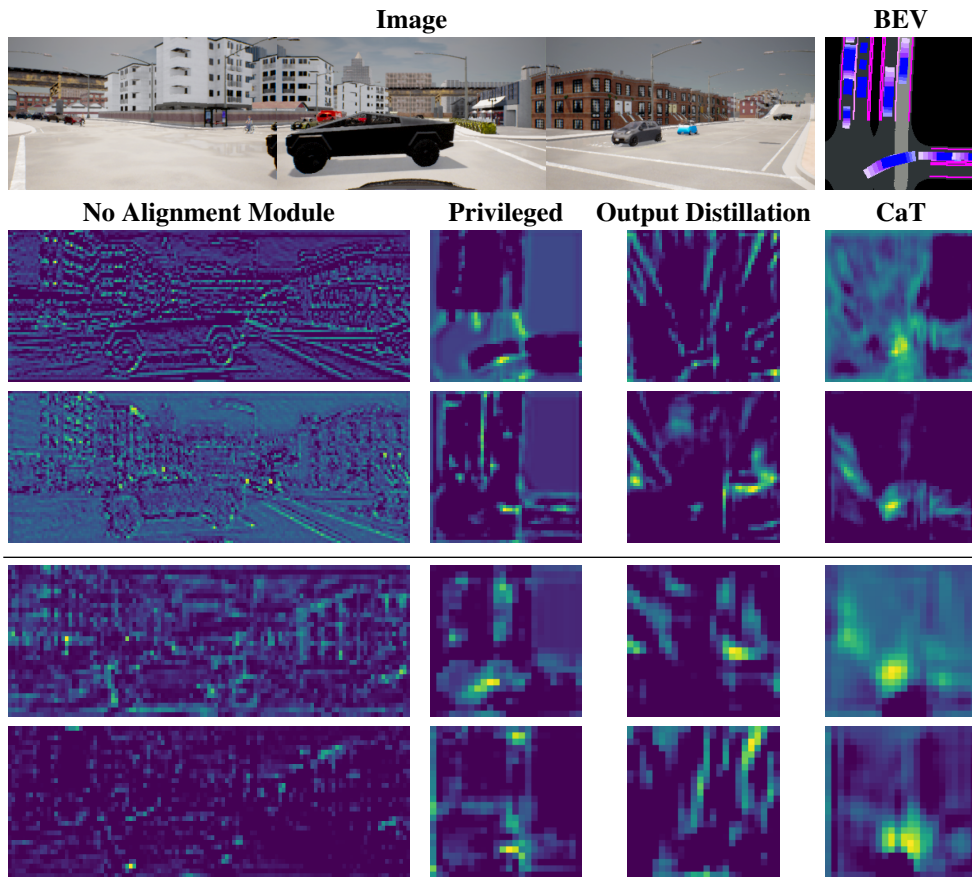 Image
BEV
No Alignment Module
Privileged
Output Distillation
CaT